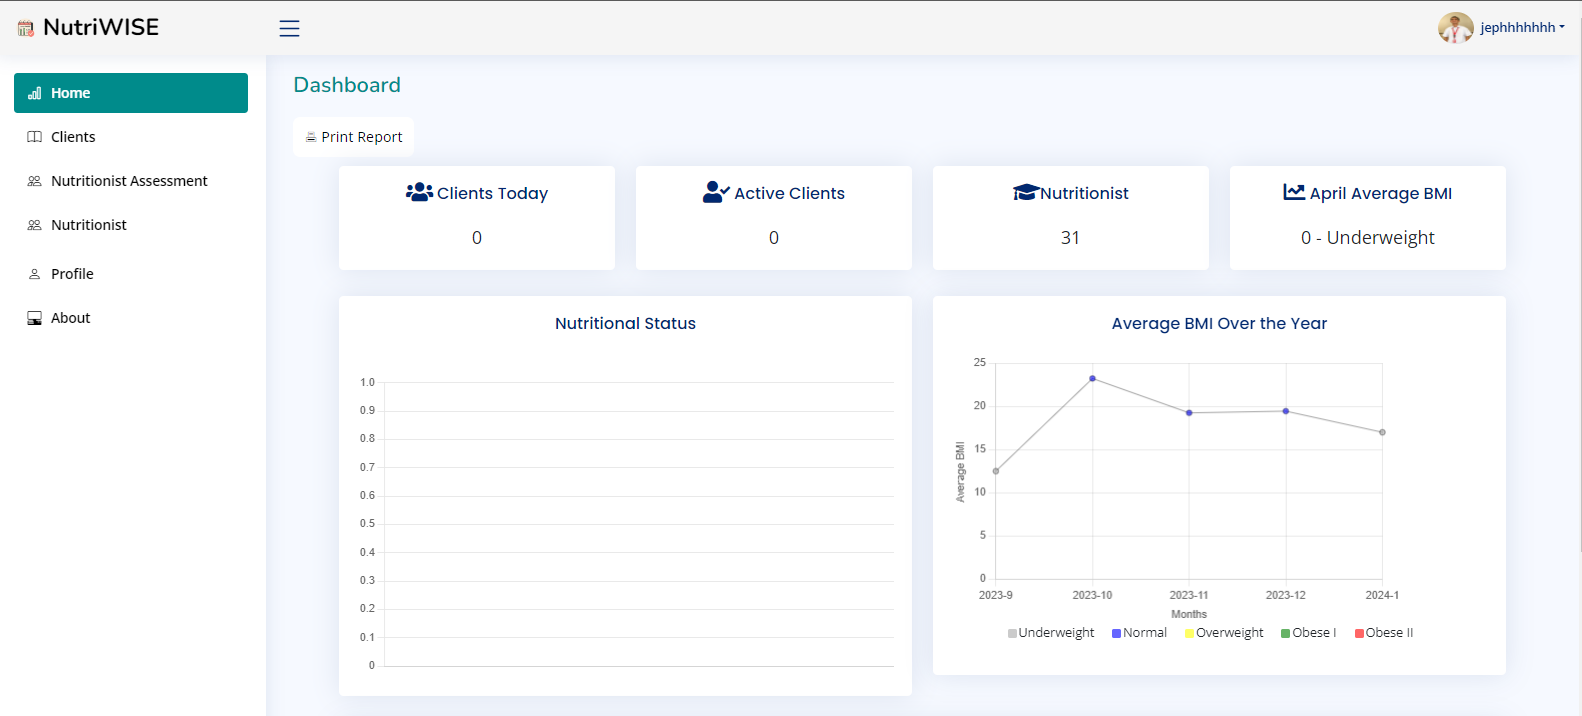 NutriWISE
jephhhhhhh
Home
Clients
Nutritionist Assessment
Nutritionist
Profile
About
Dashboard
Print Report
Clients Today
0
Active Clients
0
Nutritionist
31
April Average BMI
0 - Underweight
Nutritional Status
1.0
0.9
0.8
0.7
0.6
0.5
0.4
0.3
0.2
0.1
0
Average BMI Over the Year
25
20
15
10
5
0
Average BMI
2023-9 2023-10 2023-11 2023-12 2024-1
Months
Underweight Normal Overweight Obese I Obese II